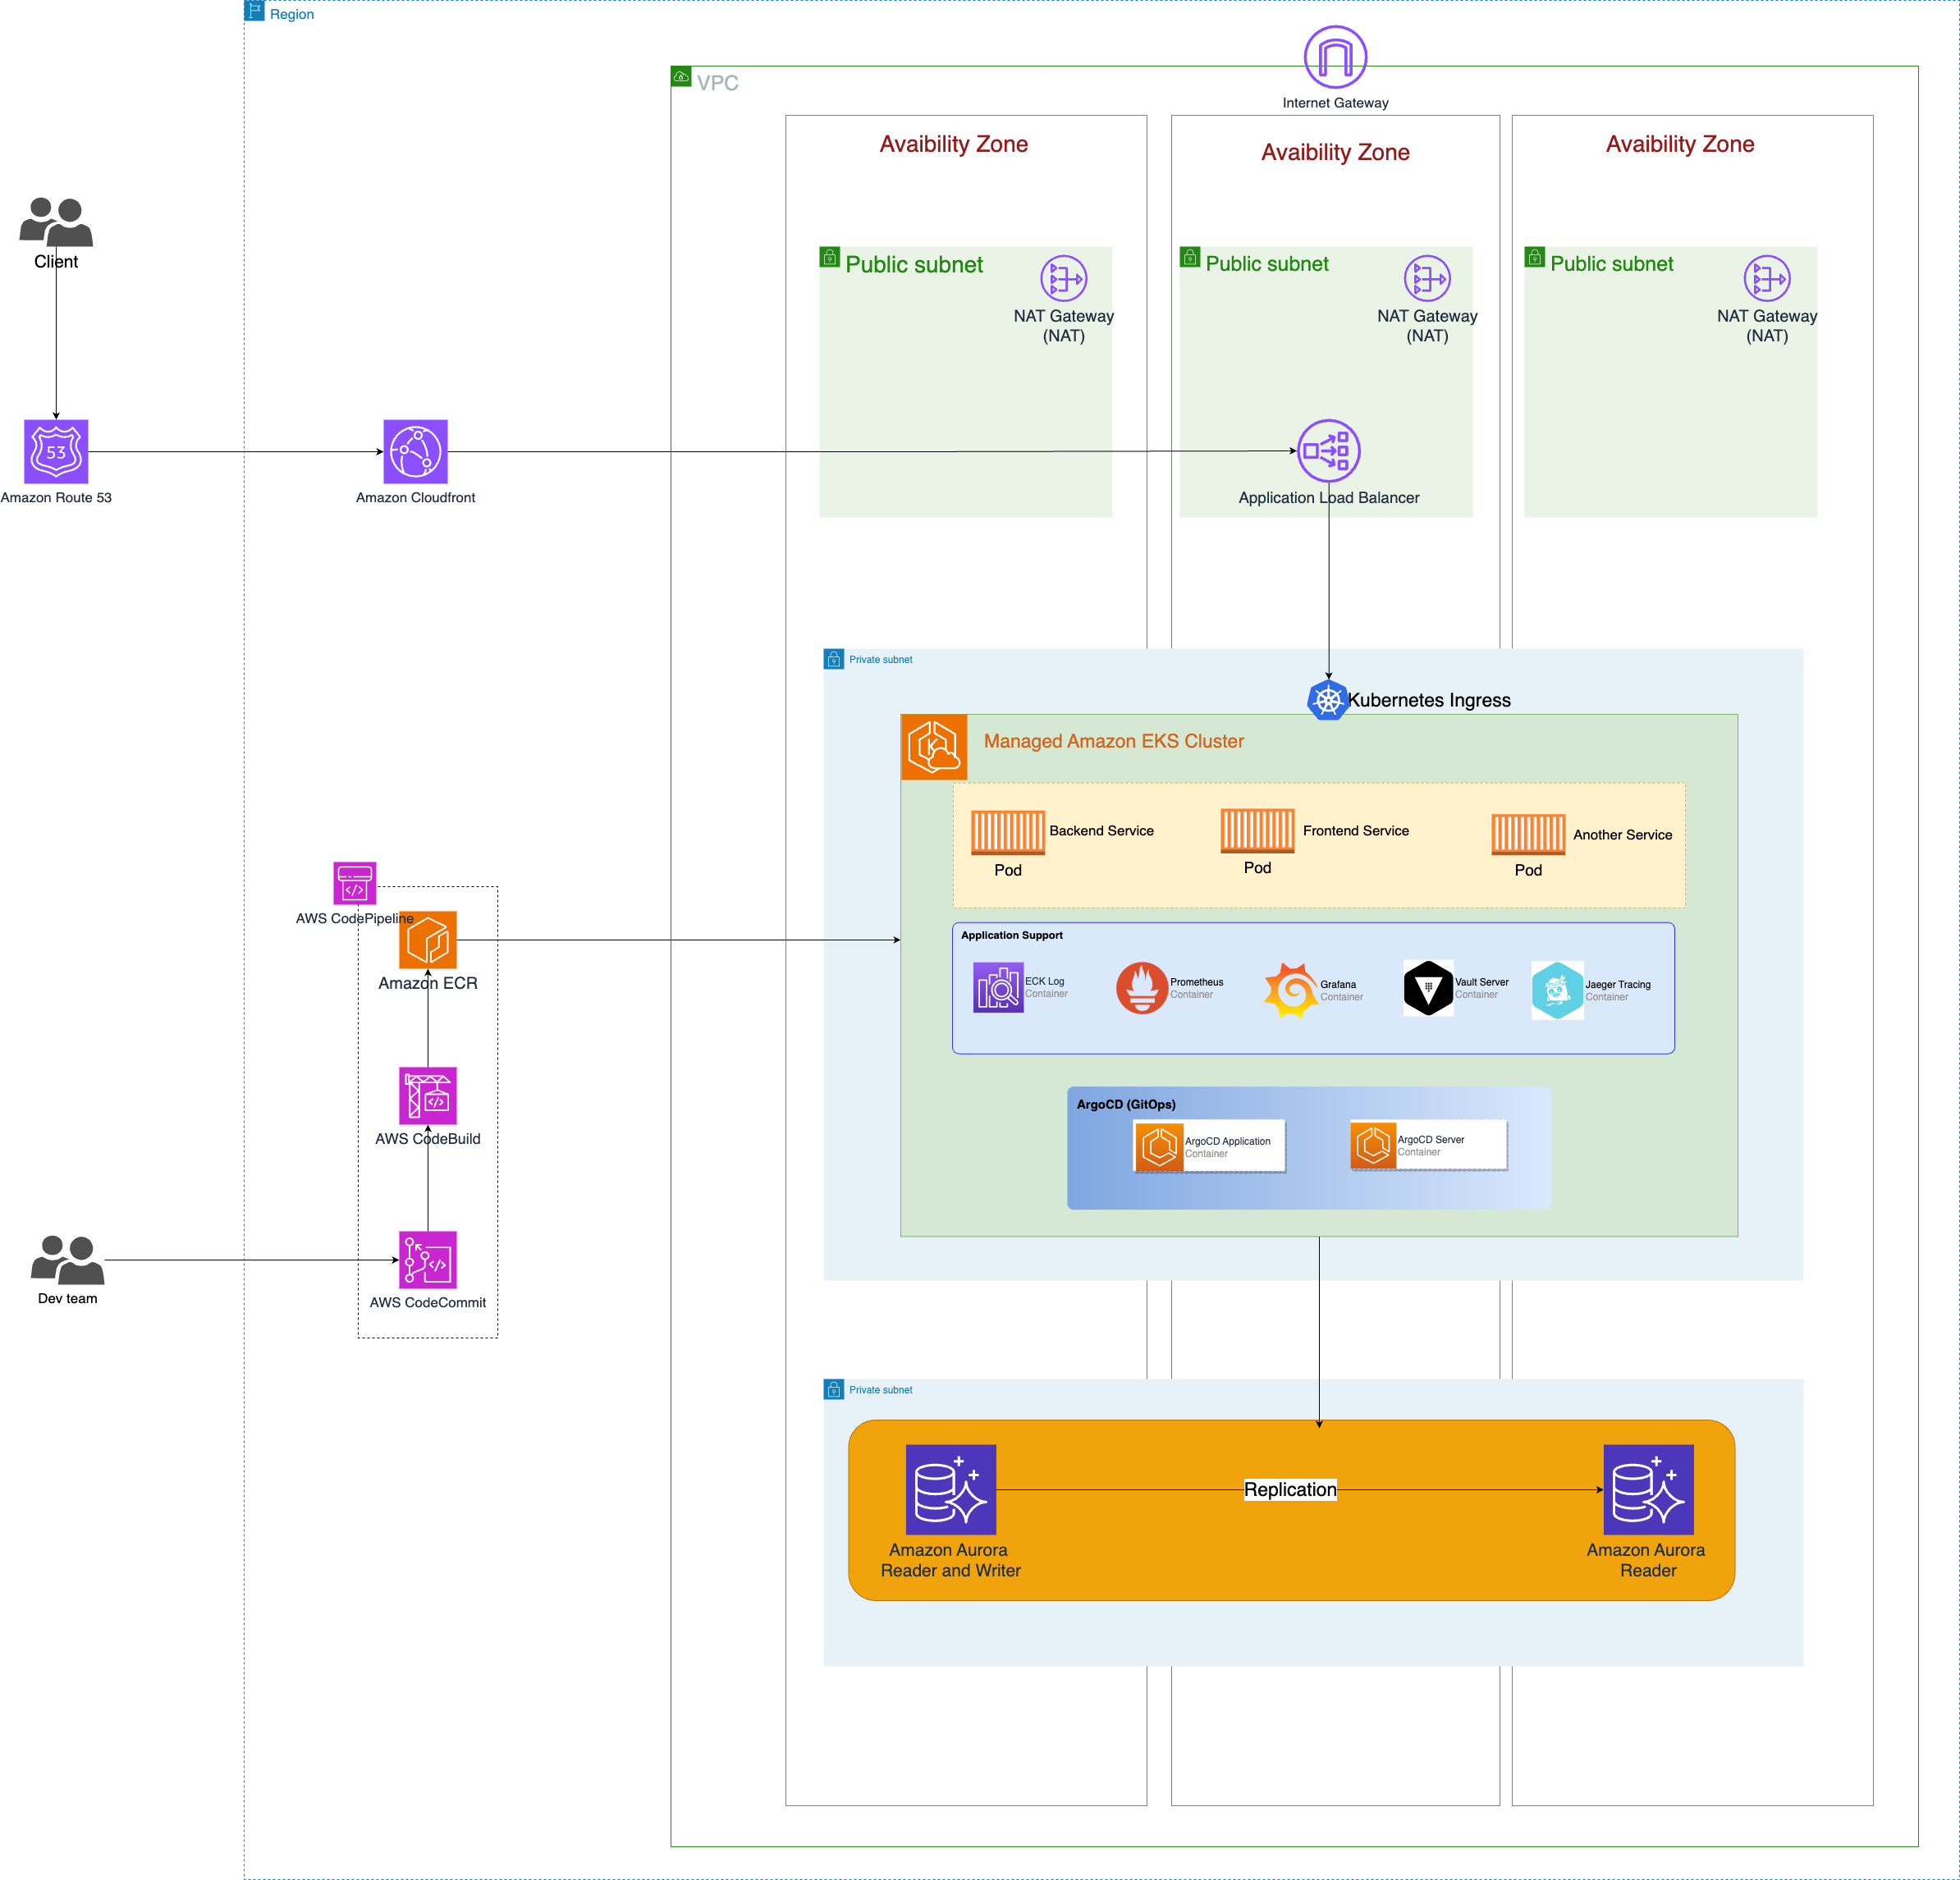 Region
Internet Gateway
VPC
Avaibility Zone
Avaibility Zone
Avaibility Zone
Client
Public subnet
NAT Gateway
(NAT)
Public subnet
NAT Gateway
(NAT)
Public subnet
NAT Gateway
(NAT)
53
Amazon Route 53
Amazon Cloudfront
Application Load Balancer
Private subnet
Kubernetes Ingress
K
Managed Amazon EKS Cluster
Backend Service
Pod
Frontend Service
Pod
Another Service
Pod
AWS CodePipeline
Amazon ECR
AWS CodeBuild
AWS CodeCommit
Dev team
Application Support
ECK Log
Container
Prometheus
Container
Grafana
Container
Vault Server
Container
Jaeger Tracing
Container
ArgoCD (GitOps)
ArgoCD Application
Container
ArgoCD Server
Container
Private subnet
Replication
Amazon Aurora
Reader and Writer
Amazon Aurora
Reader